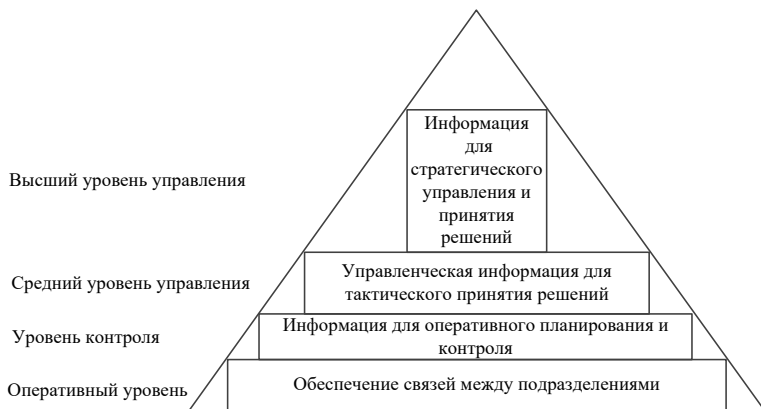 Высший уровень управления
Информация
для
стратегического
управления и
принятия
решений
Средний уровень управления
Управленческая информация для
тактического принятия решений
Уровень контроля
Информация для оперативного планирования и
контроля
Оперативный уровень
Обеспечение связей между подразделениями